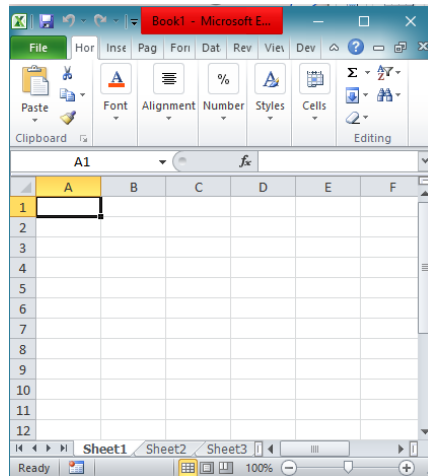 Book1 - Microsoft E...
File Hor Inse Pag Forr Dat Rev Viev Dev
Paste Font Alignment Number Styles Cells
Clipboard Editing
A1 fx
A B C D E F
1
2
3
4
5
6
7
8
9
10
11
12
Sheet1 Sheet2 Sheet3
Ready 100%